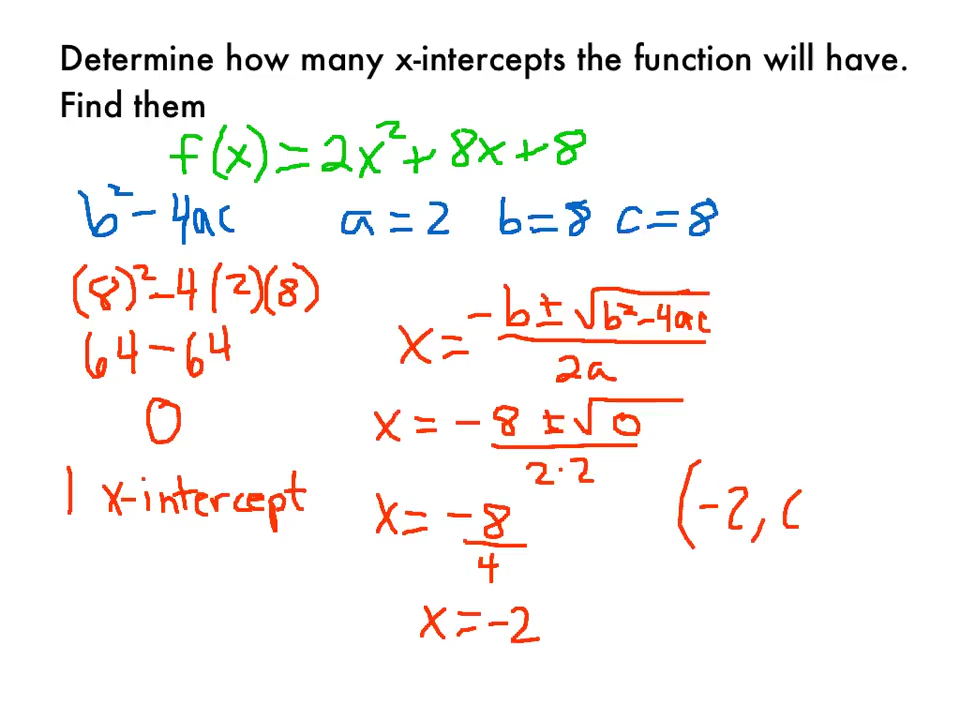 Determine how many x-intercepts the function will have.
Find them
f(x) = 2x² + 8x + 8
b² - 4ac a = 2 b = 8 c = 8
(8)² - 4(2)(8)
64 - 64
0
1 x-intercept
x = -b ± √b² - 4ac
2a
x = -8 ± √0
2·2
x = -8
4
x = -2
(-2,